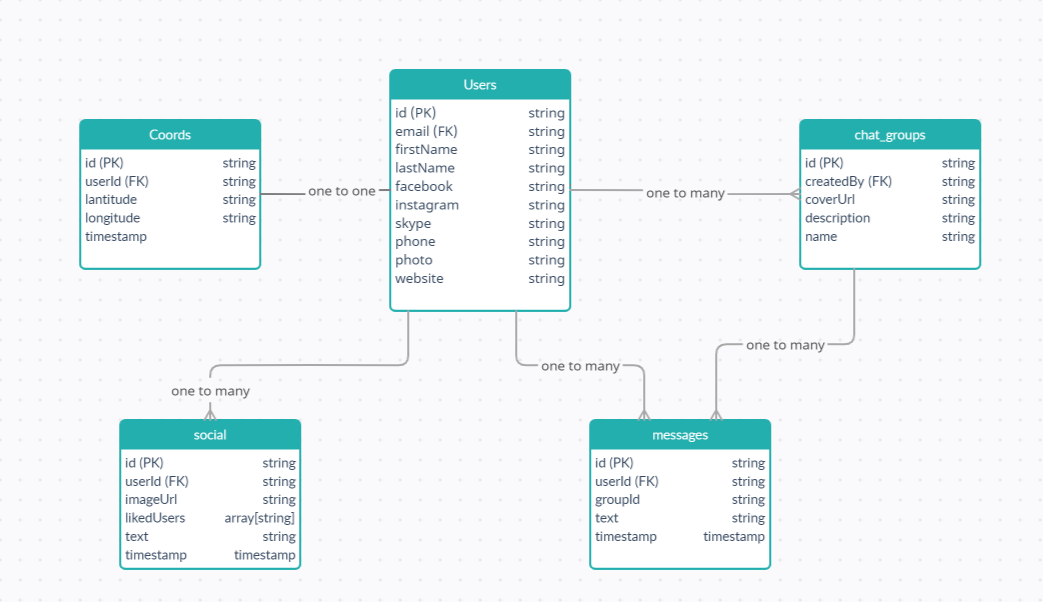 Users
id (PK) string
email (FK) string
firstName string
lastName string
facebook string
instagram string
skype string
phone string
photo string
website string
Coords
id (PK) string
userId (FK) string
lantitude string
longitude string
timestamp
one to one
one to many
chat_groups
id (PK) string
createdBy (FK) string
coverUrl string
description string
name string
one to many
one to many
one to many
social
id (PK) string
userId (FK) string
imageUrl string
likedUsers array[string]
text string
timestamp timestamp
messages
id (PK) string
userId (FK) string
groupId string
text string
timestamp timestamp